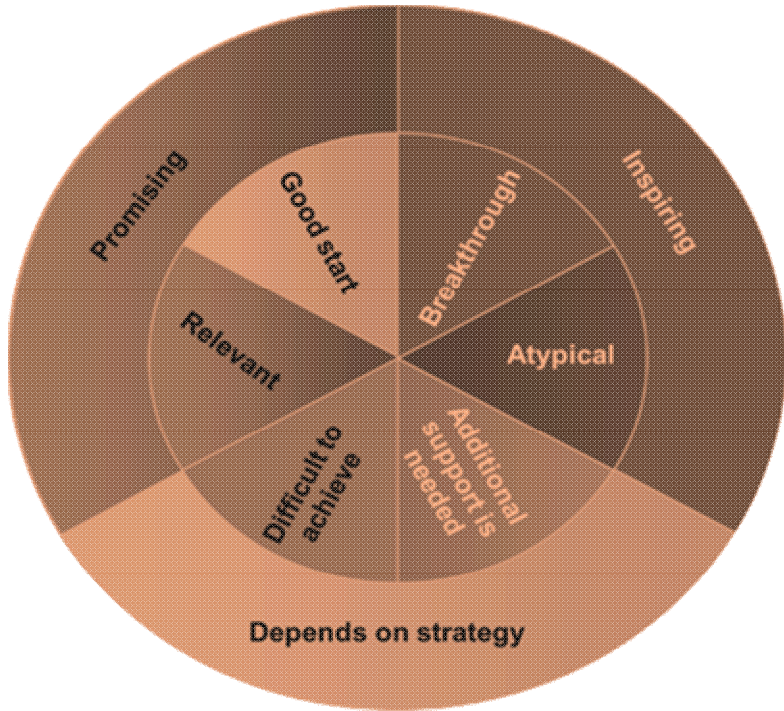 Promising
Inspiring
Good start
Breakthrough
Relevant
Atypical
Difficult to
achieve
Additional
support is
needed
Depends on strategy